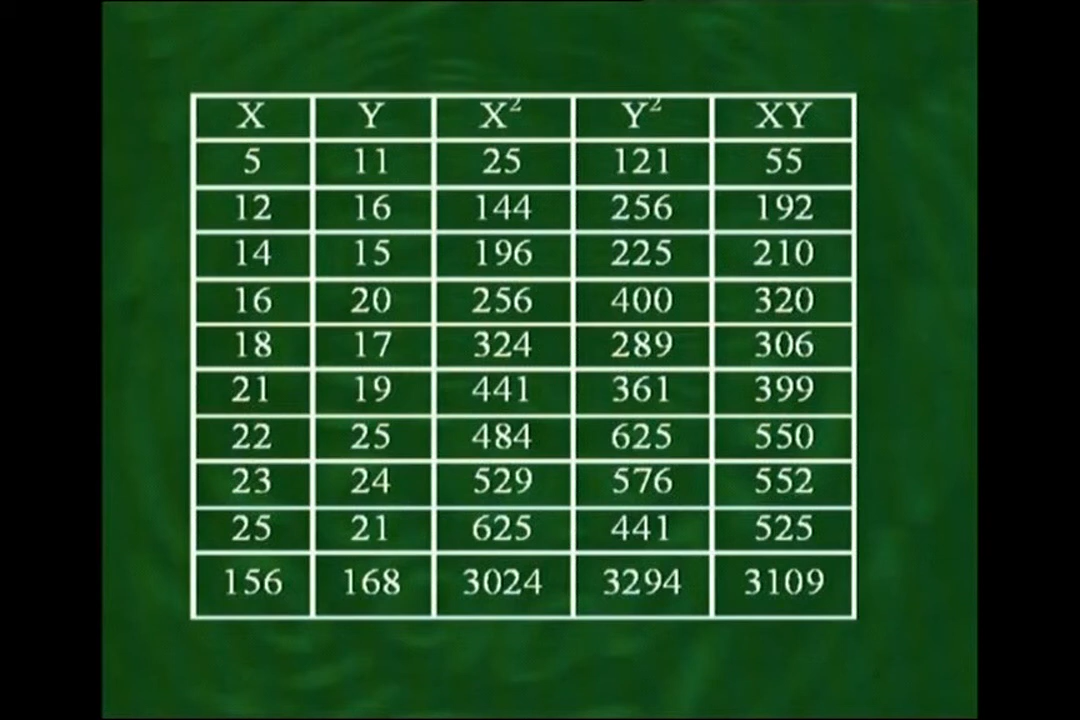 X Y X² Y² XY
5 11 25 121 55
12 16 144 256 192
14 15 196 225 210
16 20 256 400 320
18 17 324 289 306
21 19 441 361 399
22 25 484 625 550
23 24 529 576 552
25 21 625 441 525
156 168 3024 3294 3109